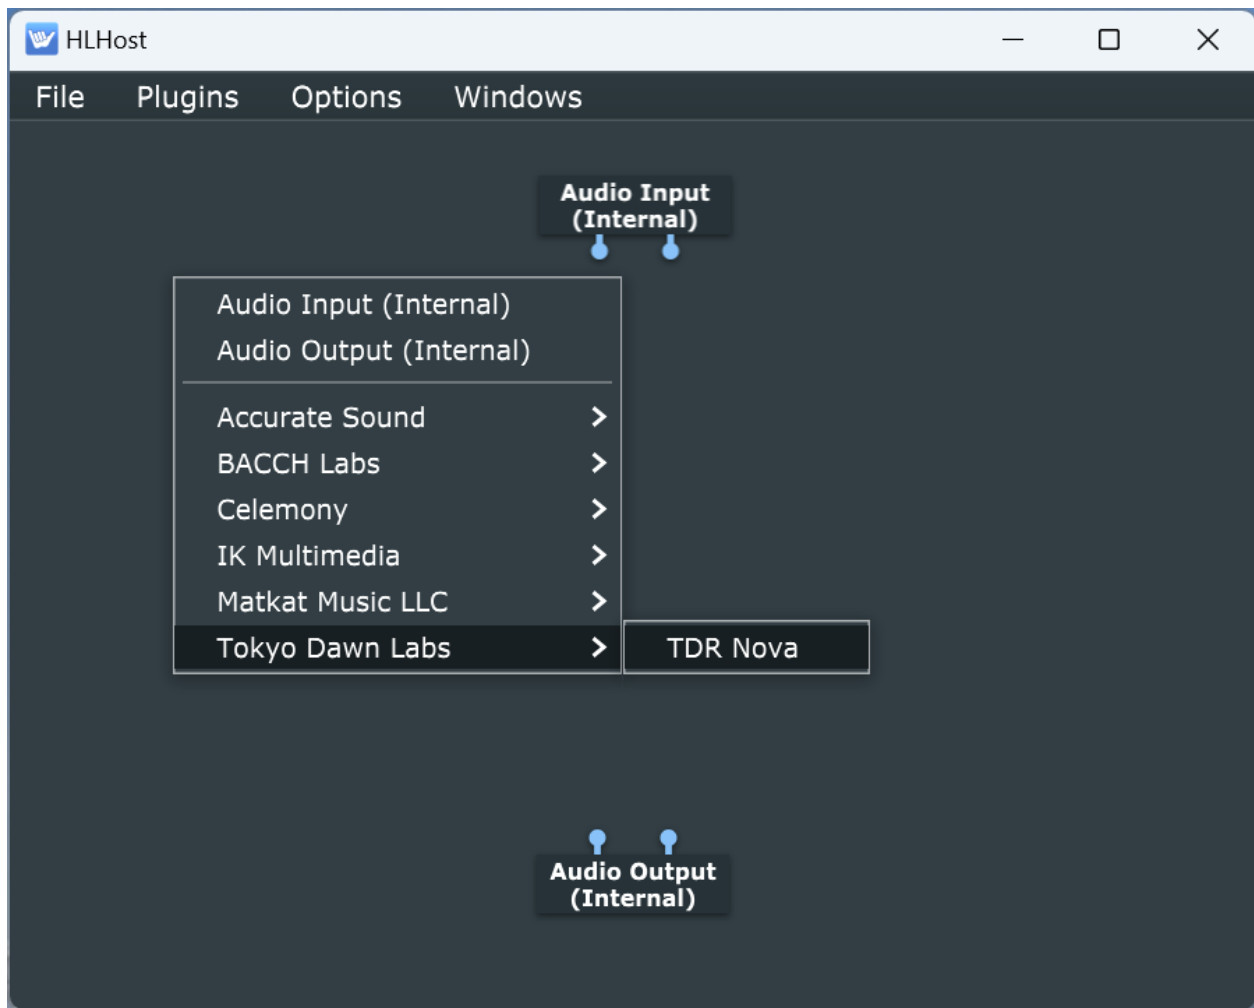 HLHost
File Plugins Options Windows
Audio Input
(Internal)
Audio Input (Internal)
Audio Output (Internal)
Accurate Sound
BACCH Labs
Celemony
IK Multimedia
Matkat Music LLC
Tokyo Dawn Labs
TDR Nova
Audio Output
(Internal)